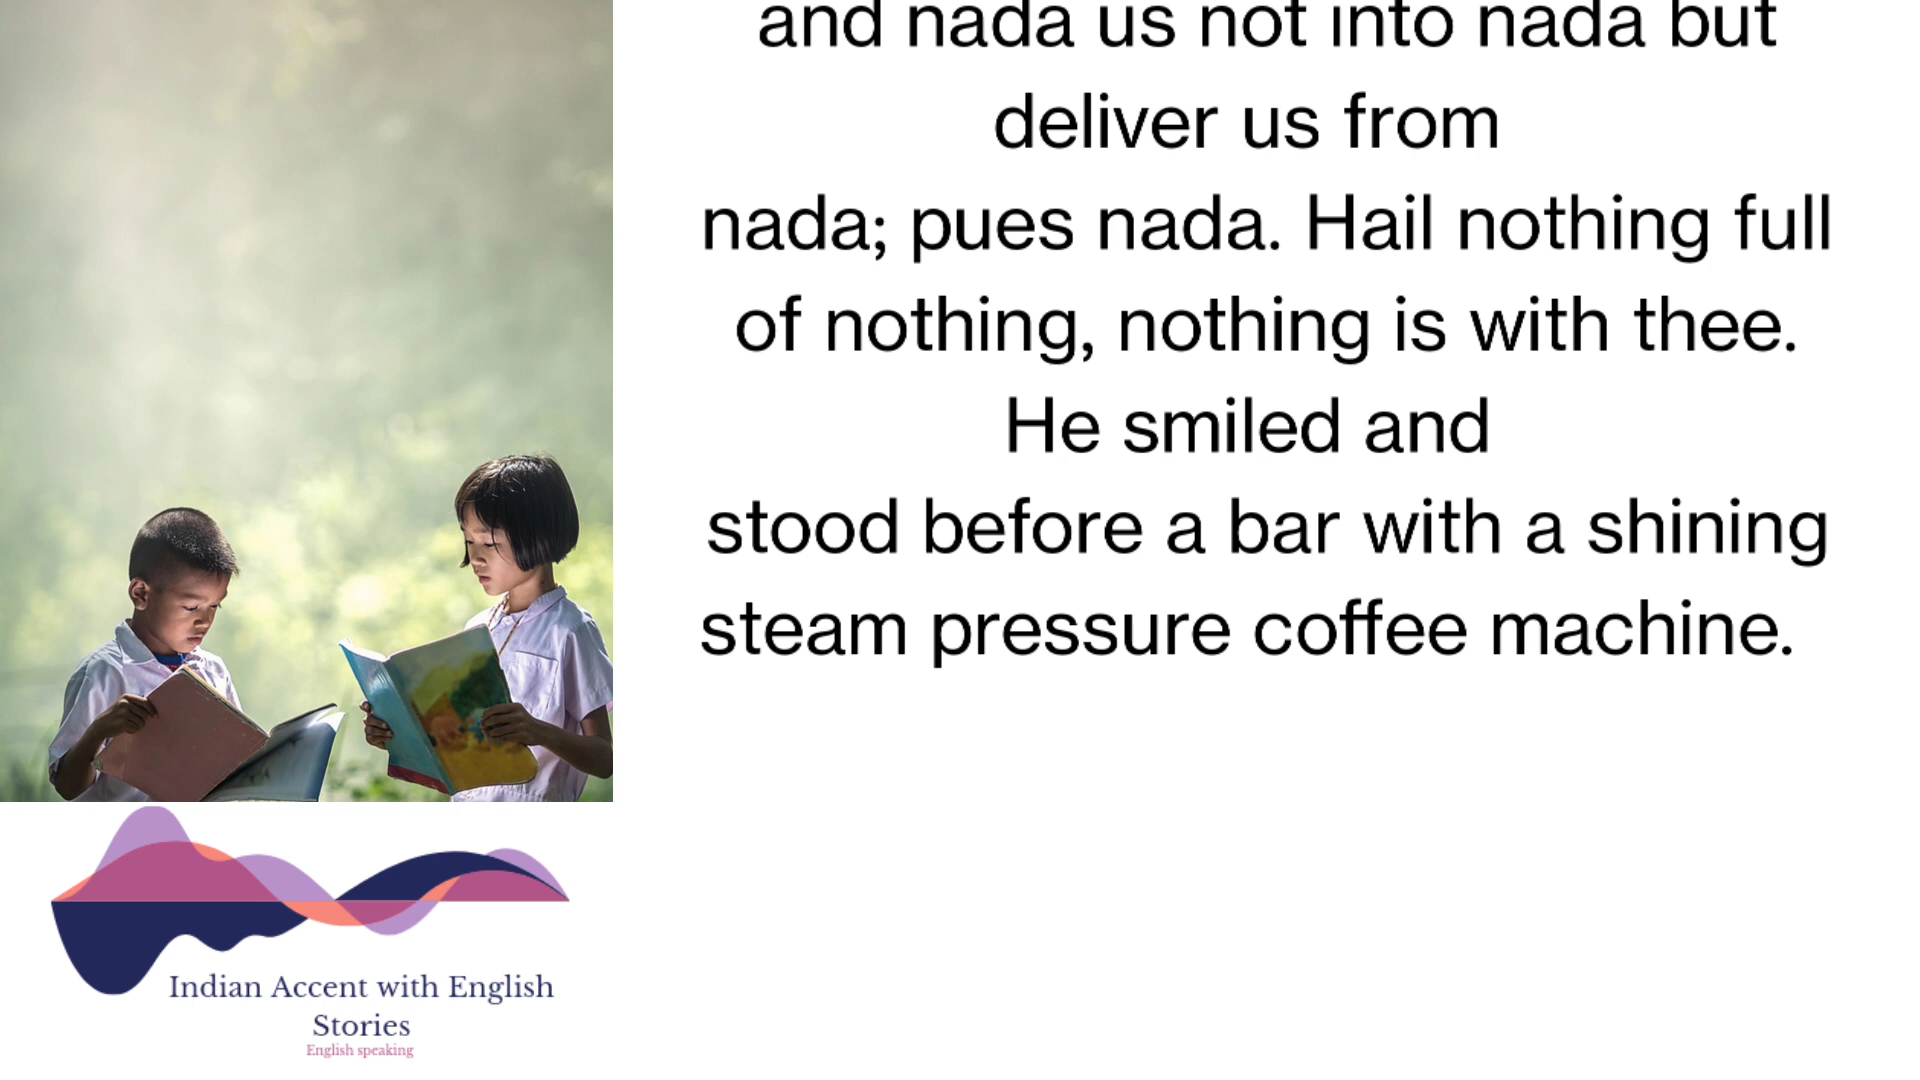 and nada us not into nada but
deliver us from
nada; pues nada. Hail nothing full
of nothing, nothing is with thee.
He smiled and
stood before a bar with a shining
steam pressure coffee machine.
Indian Accent with English
Stories
English speaking